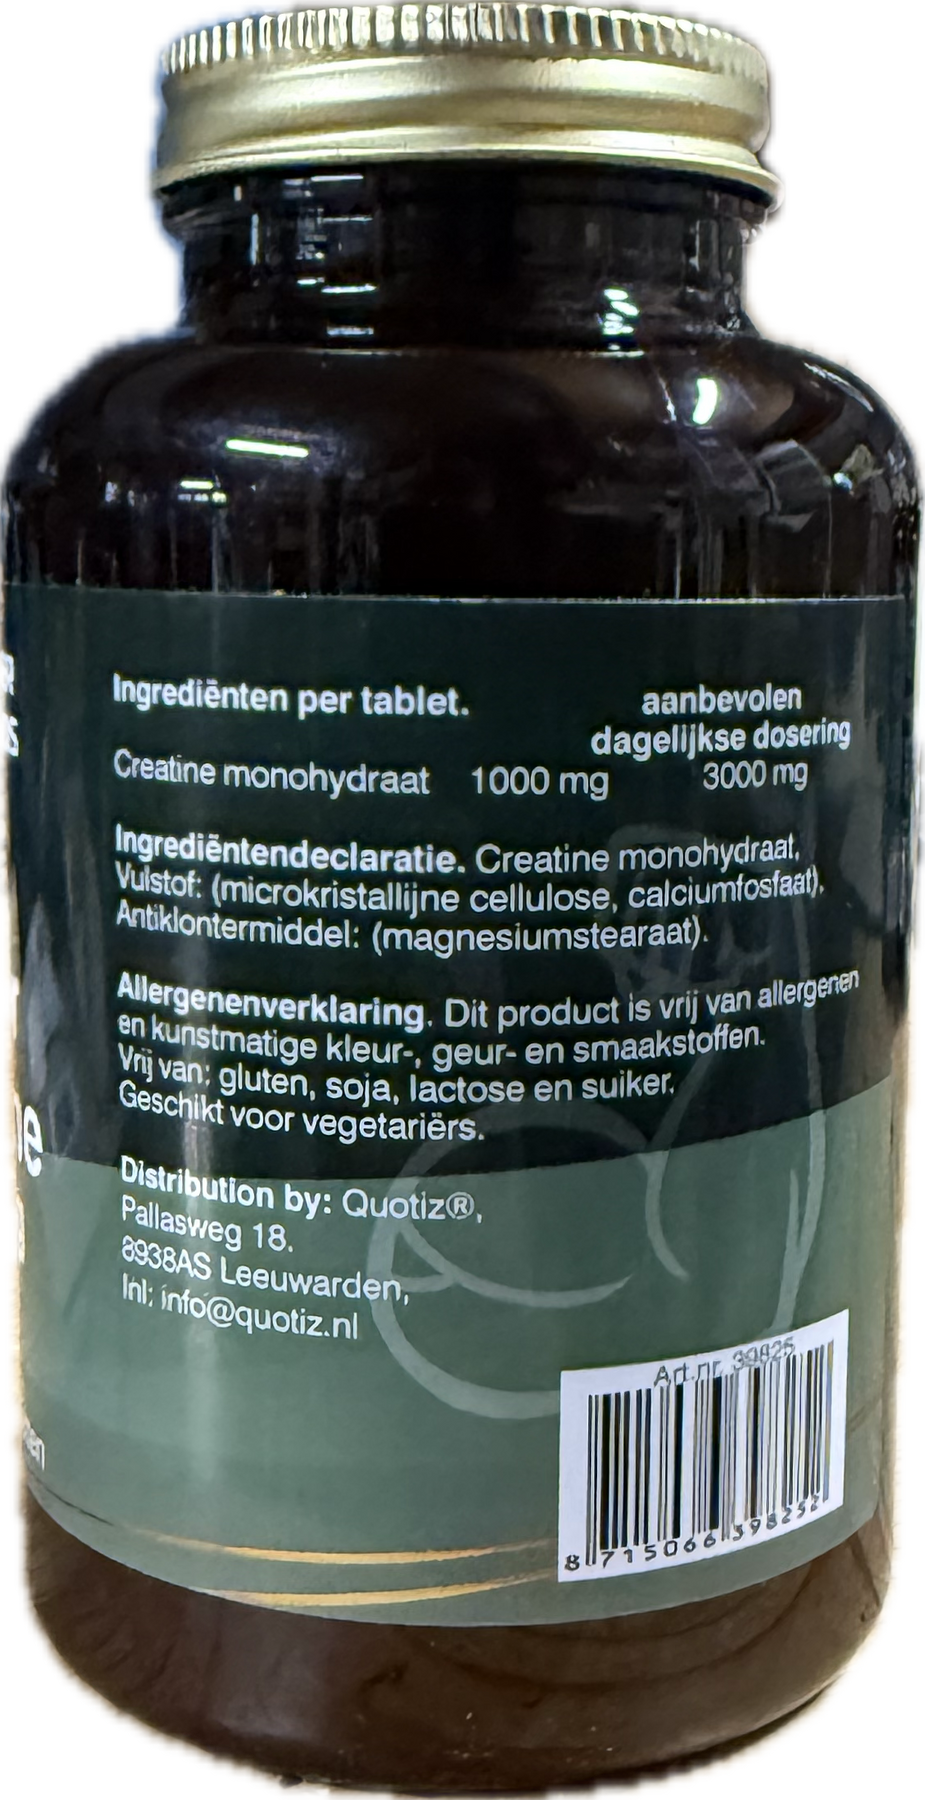 Ingrediënten per tablet.
aanbevolen
dagelijkse dosering
Creatine monohydraat 1000 mg 3000 mg
Ingrediëntendeclaratie. Creatine monohydraat,
Vulstof: (microkristallijne cellulose, calciumfosfaat).
Antiklontermiddel: (magnesiumstearaat).
Allergenenverklaring. Dit product is vrij van allergenen
en kunstmatige kleur-, geur- en smaakstoffen.
Vrij van: gluten, soja, lactose en suiker.
Geschikt voor vegetariërs.
Distribution by: Quotiz®,
Pallasweg 18.
8938AS Leeuwarden,
Inl: info@quotiz.nl
Art.nr. 39825
8 715066 398252